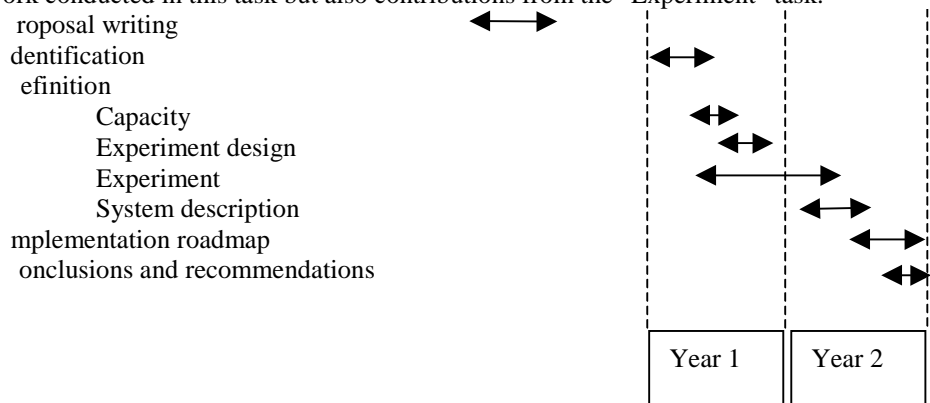 ork conducted in this task but also contributions from the "Experiment" task.
roposal writing
dentification
efinition
Capacity
Experiment design
Experiment
System description
mplementation roadmap
onclusions and recommendations
Year 1 Year 2